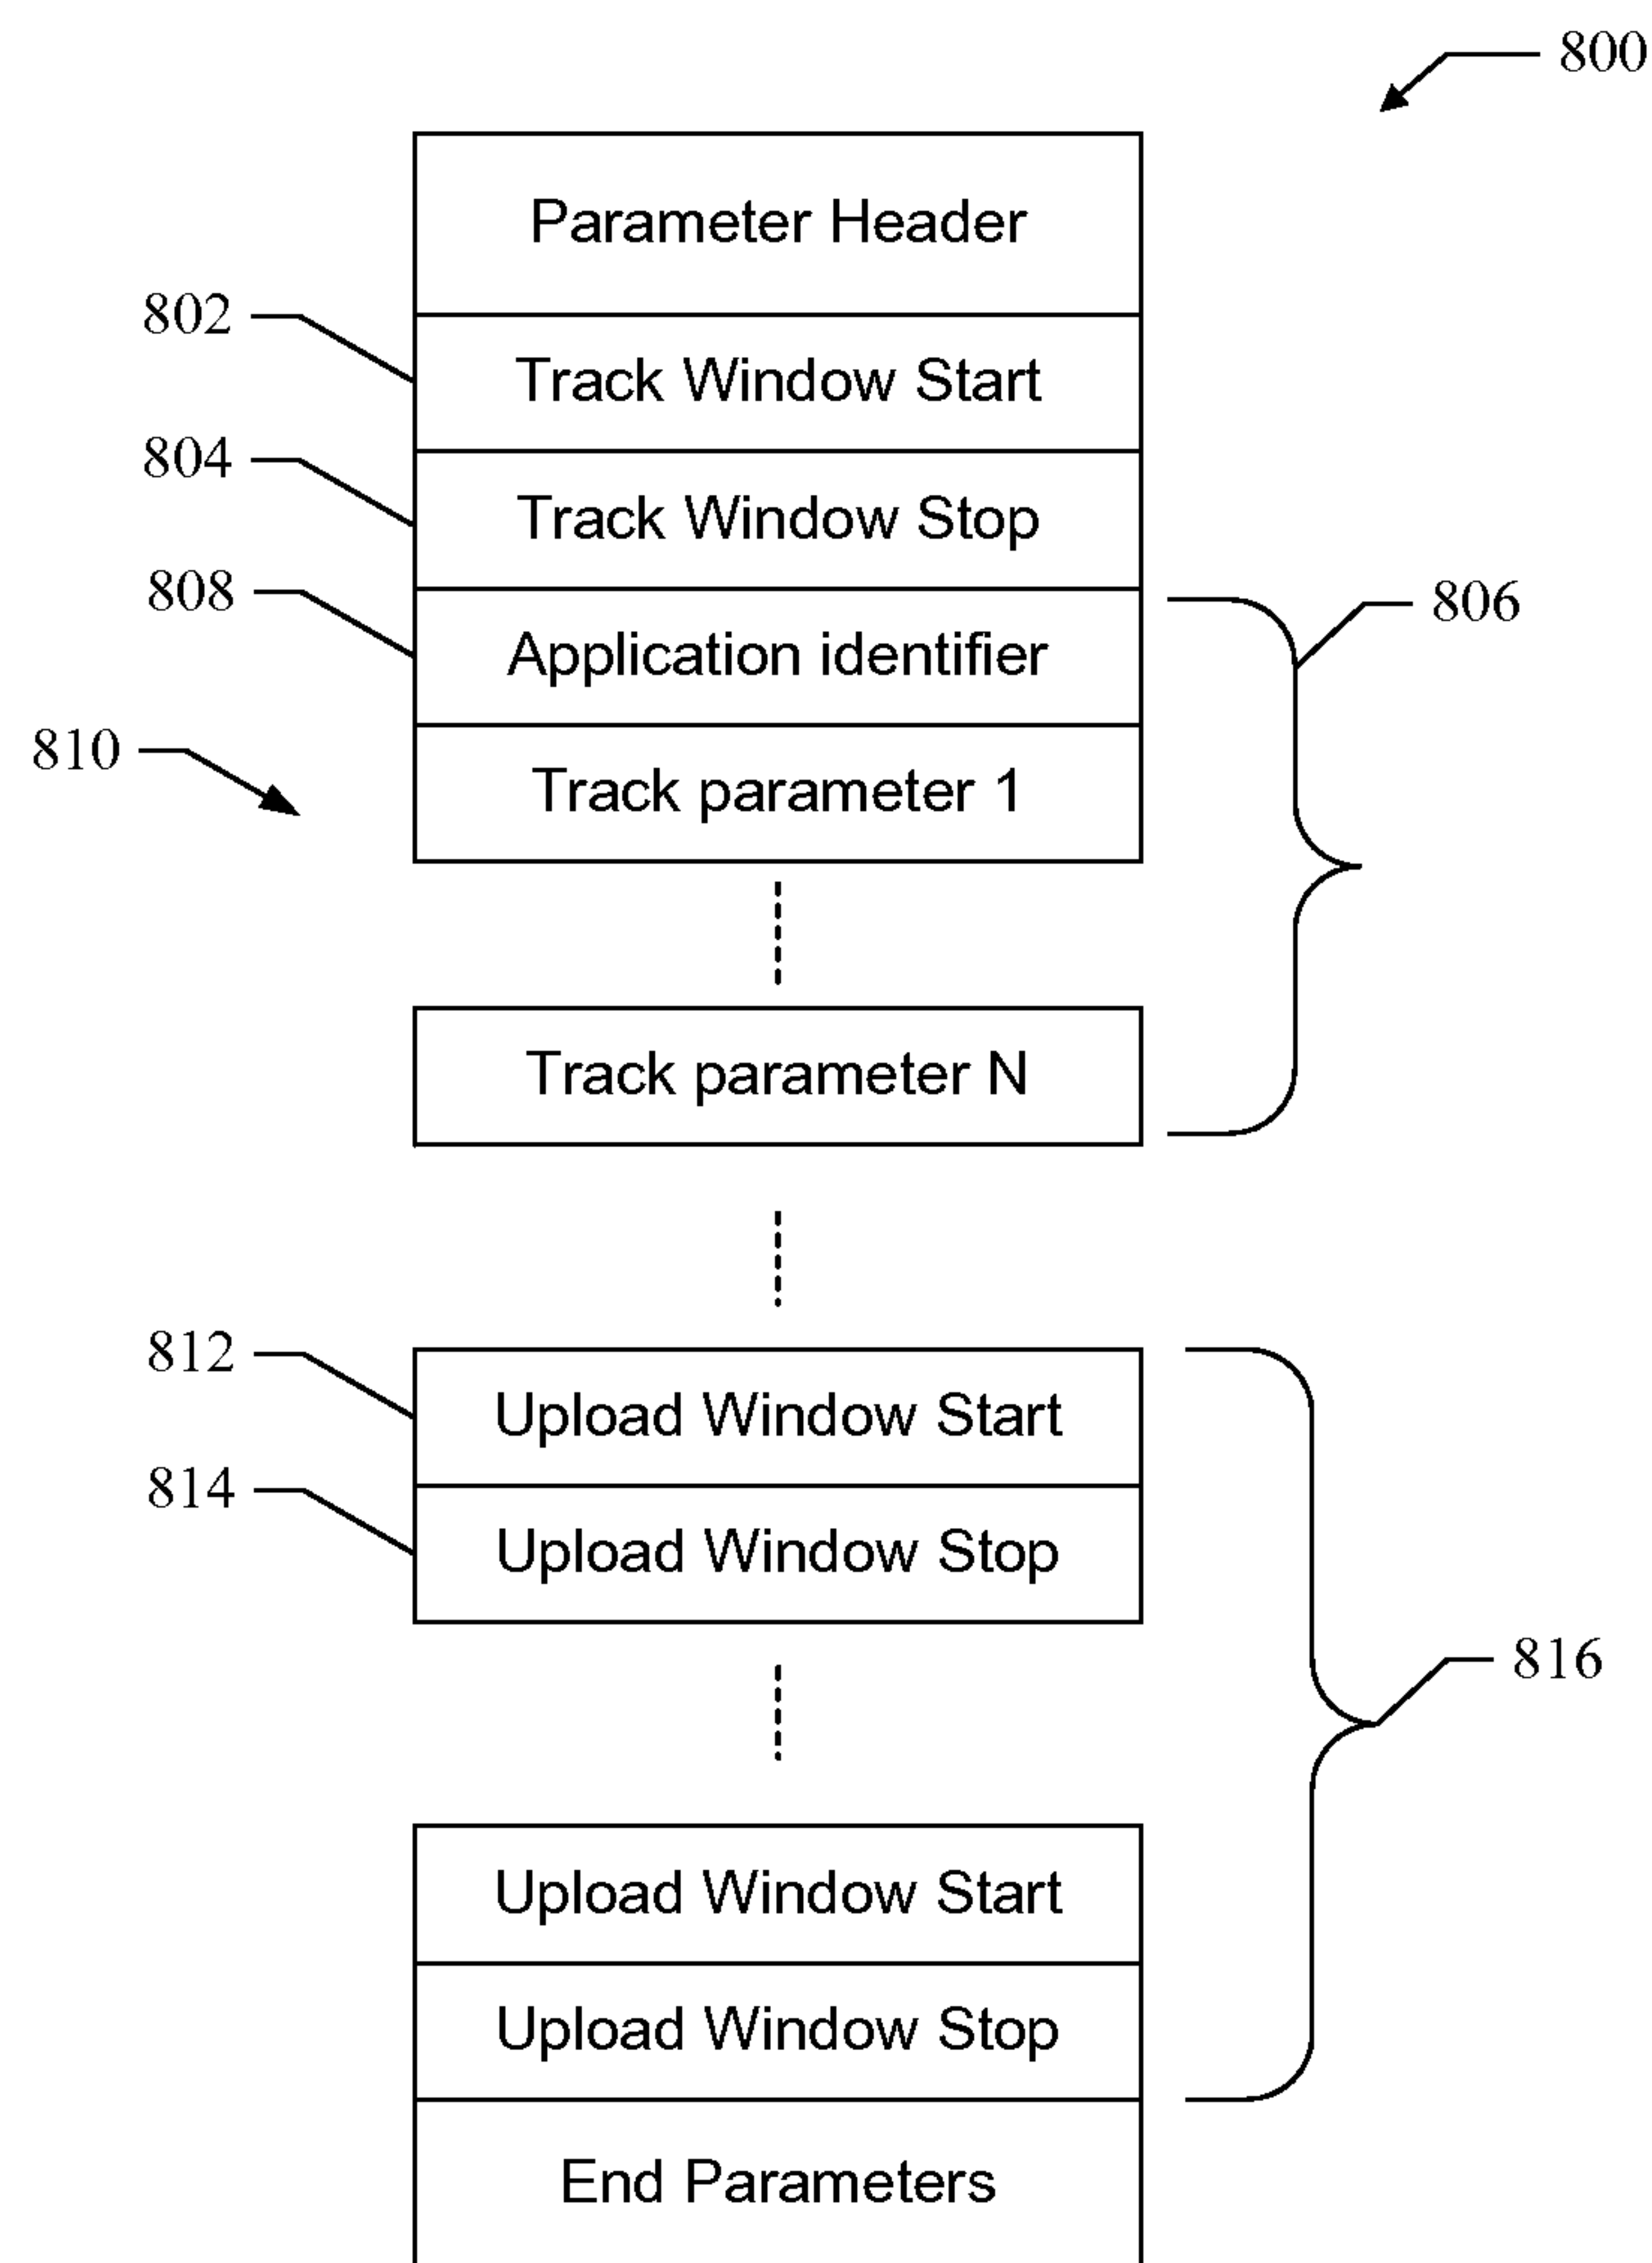 800
Parameter Header
802
Track Window Start
804
Track Window Stop
808
Application identifier
806
810
Track parameter 1
Track parameter N
812
Upload Window Start
814
Upload Window Stop
816
Upload Window Start
Upload Window Stop
End Parameters